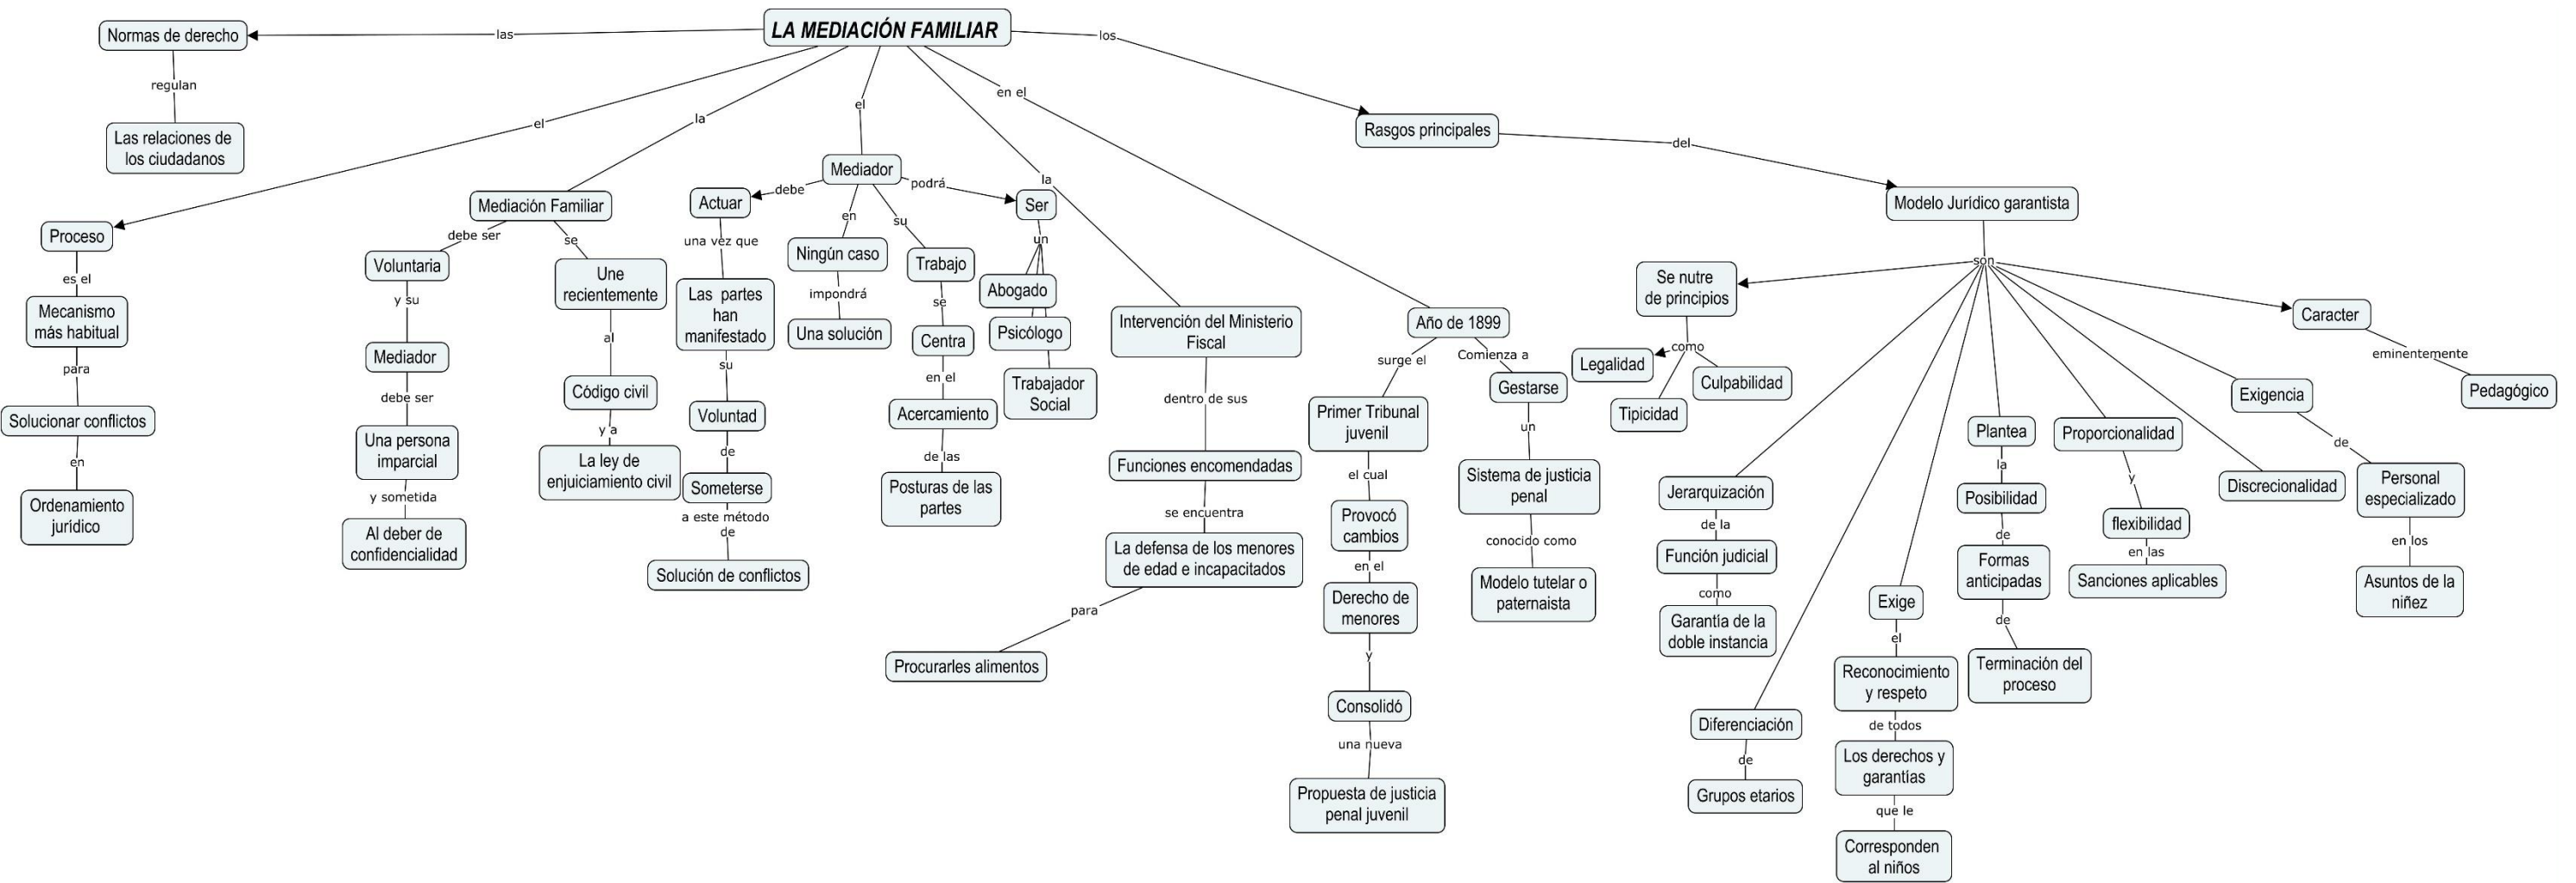 LA MEDIACIÓN FAMILIAR
las
Normas de derecho
regulan
Las relaciones de
los ciudadanos
el
Proceso
es el
Mecanismo
más habitual
para
Solucionar conflictos
en
Ordenamiento
jurídico
la
Mediación Familiar
debe ser
Voluntaria
y su
Mediador
debe ser
Una persona
imparcial
y sometida
Al deber de
confidencialidad
se
Une
recientemente
al
Código civil
y a
La ley de
enjuiciamiento civil
el
Mediador
debe
Actuar
una vez que
Las partes
han
manifestado
su
Voluntad
de
Someterse
a este método
de
Solución de conflictos
en
Ningún caso
impondrá
Una solución
su
Trabajo
se
Centra
en el
Acercamiento
de las
Posturas de las
partes
podrá
Ser
un
Abogado
Psicólogo
Trabajador
Social
la
Intervención del Ministerio
Fiscal
dentro de sus
Funciones encomendadas
se encuentra
La defensa de los menores
de edad e incapacitados
para
Procurarles alimentos
en el
Año de 1899
surge el
Primer Tribunal
juvenil
el cual
Provocó
cambios
en el
Derecho de
menores
y
Consolidó
una nueva
Propuesta de justicia
penal juvenil
Comienza a
Gestarse
un
Sistema de justicia
penal
conocido como
Modelo tutelar o
paternaista
los
Rasgos principales
del
Modelo Jurídico garantista
son
Se nutre
de principios
como
Legalidad
Tipicidad
Culpabilidad
Jerarquización
de la
Función judicial
como
Garantía de la
doble instancia
Diferenciación
de
Grupos etarios
Exige
el
Reconocimiento
y respeto
de todos
Los derechos y
garantías
que le
Corresponden
al niños
Plantea
la
Posibilidad
de
Formas
anticipadas
de
Terminación del
proceso
Proporcionalidad
y
flexibilidad
en las
Sanciones aplicables
Discrecionalidad
Exigencia
de
Personal
especializado
en los
Asuntos de la
niñez
Caracter
eminentemente
Pedagógico